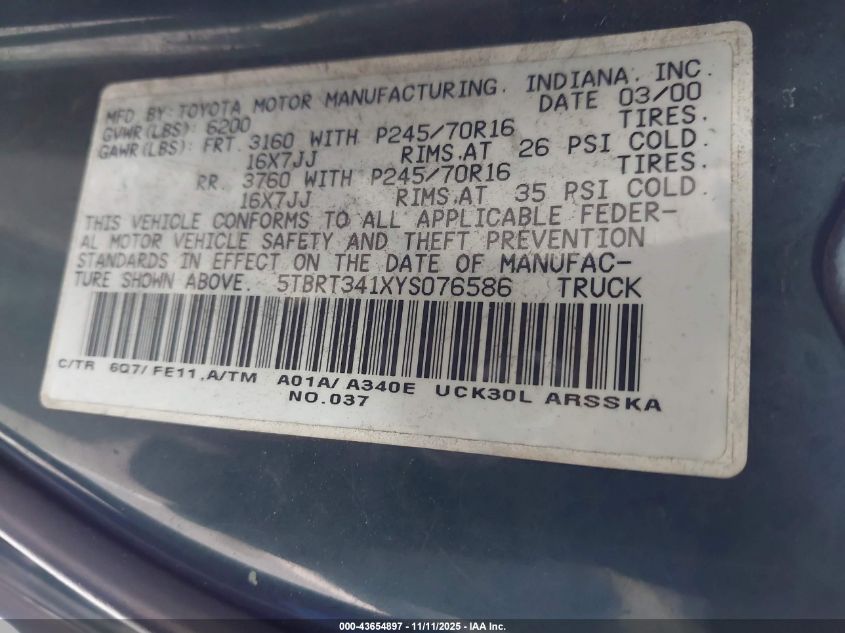 MFD.BY:TOYOTA MOTOR MANUFACTURING, INDIANA, INC.
GVWR(LBS): 6200 DATE 03/00
GAWR(LBS): FRT. 3160 WITH P245/70R16 TIRES.
16X7JJ RIMS.AT 26 PSI COLD.
RR. 3760 WITH P245/70R16 TIRES.
16X7JJ RIMS.AT 35 PSI COLD.
THIS VEHICLE CONFORMS TO ALL APPLICABLE FEDER-
AL MOTOR VEHICLE SAFETY AND THEFT PREVENTION
STANDARDS IN EFFECT ON THE DATE OF MANUFAC-
TURE SHOWN ABOVE. 5TBRT341XYS076586 TRUCK
C/TR 6Q7/ FE11,A/TM A01A/ A340E UCK30L ARSSKA
NO.037
000-43654897 - 11/11/2025 - IAA Inc.